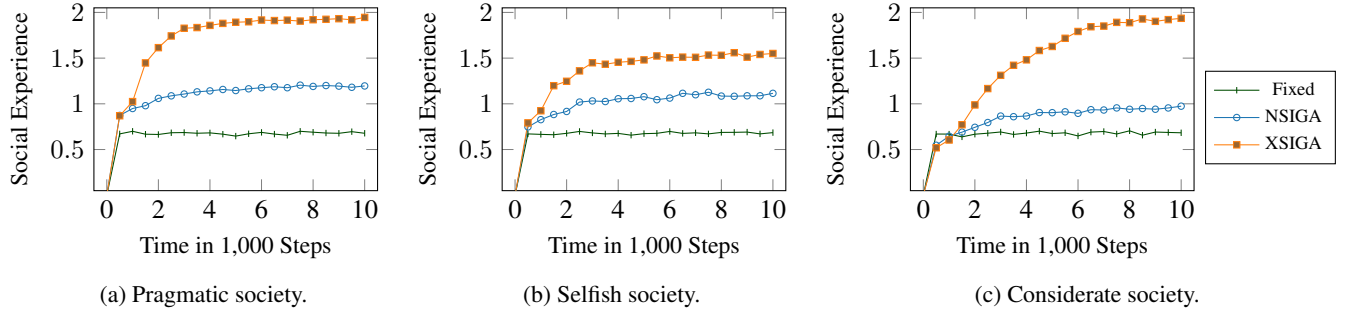 2
1.5
1
0.5
0 2 4 6 8 10
Social Experience
Time in 1,000 Steps
(a) Pragmatic society.
2
1.5
1
0.5
0 2 4 6 8 10
Social Experience
Time in 1,000 Steps
(b) Selfish society.
2
1.5
1
0.5
0 2 4 6 8 10
Social Experience
Time in 1,000 Steps
(c) Considerate society.
Fixed
NSIGA
XSIGA